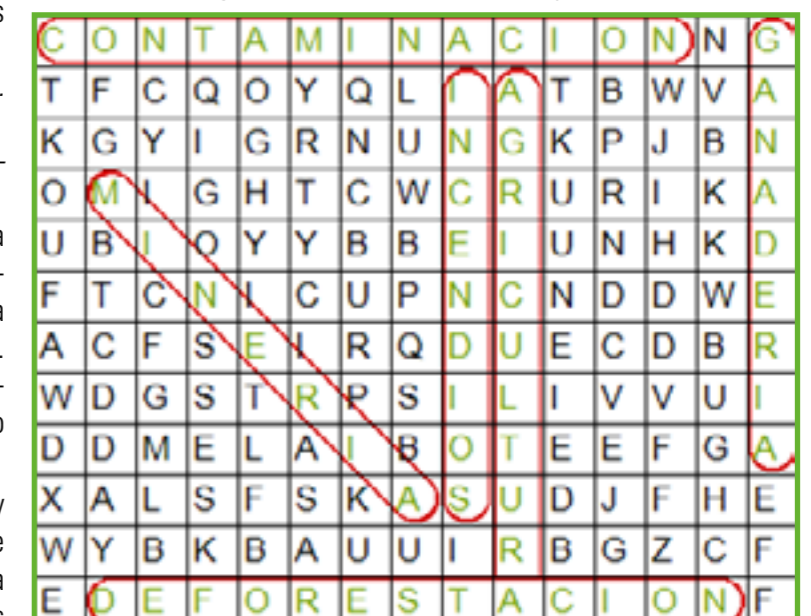 C O N T A M I N A C I O N N G
T F C Q O Y Q L I A T B W V A
K G Y I G R N U N G K P J B N
O M I G H T C W C R U R I K A
U B I O Y Y B B E I U N H K D
F T C N I C U P N C N D D W E
A C F S E I R Q D U E C D B R
W D G S T R P S I L I V V U I
D D M E L A I B O T E E F G A
X A L S F S K A S U D J F H E
W Y B K B A U U I R B G Z C F
E D E F O R E S T A C I O N F